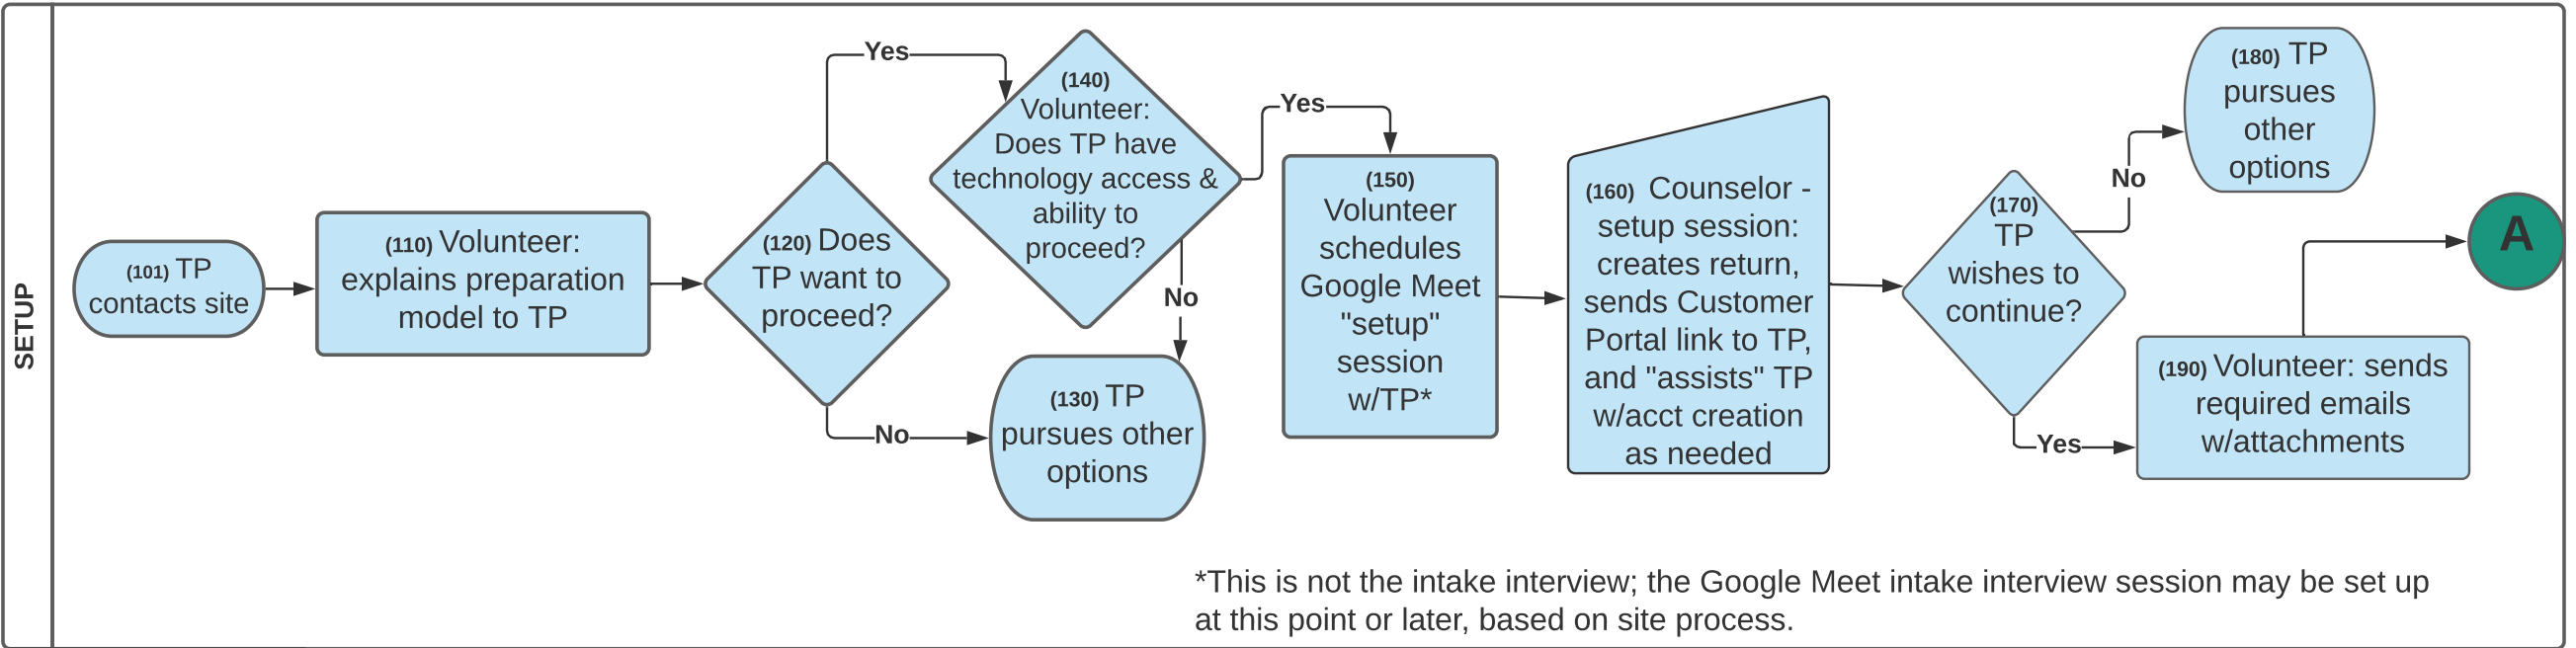 SETUP
(101) TP
contacts site
(110) Volunteer:
explains preparation
model to TP
(120) Does
TP want to
proceed?
Yes
No
(130) TP
pursues other
options
(140)
Volunteer:
Does TP have
technology access &
ability to
proceed?
No
Yes
(150)
Volunteer
schedules
Google Meet
"setup"
session
w/TP*
(160) Counselor -
setup session:
creates return,
sends Customer
Portal link to TP,
and "assists" TP
w/acct creation
as needed
(170)
TP
wishes to
continue?
No
(180) TP
pursues
other
options
Yes
(190) Volunteer: sends
required emails
w/attachments
A
*This is not the intake interview; the Google Meet intake interview session may be set up
at this point or later, based on site process.